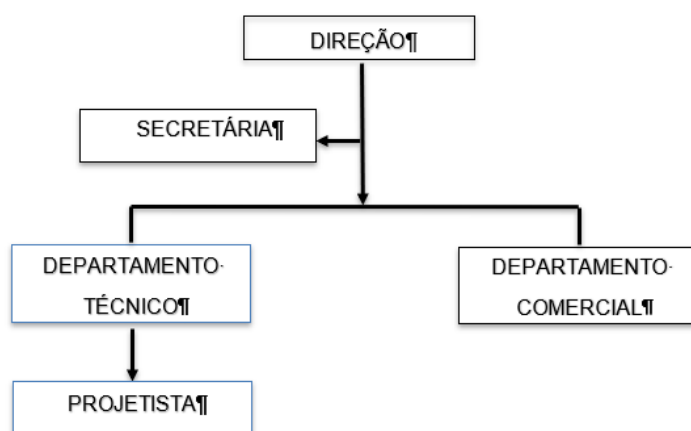 DIREÇÃO¶
SECRETÁRIA¶
DEPARTAMENTO·
TÉCNICO¶
DEPARTAMENTO·
COMERCIAL¶
PROJETISTA¶